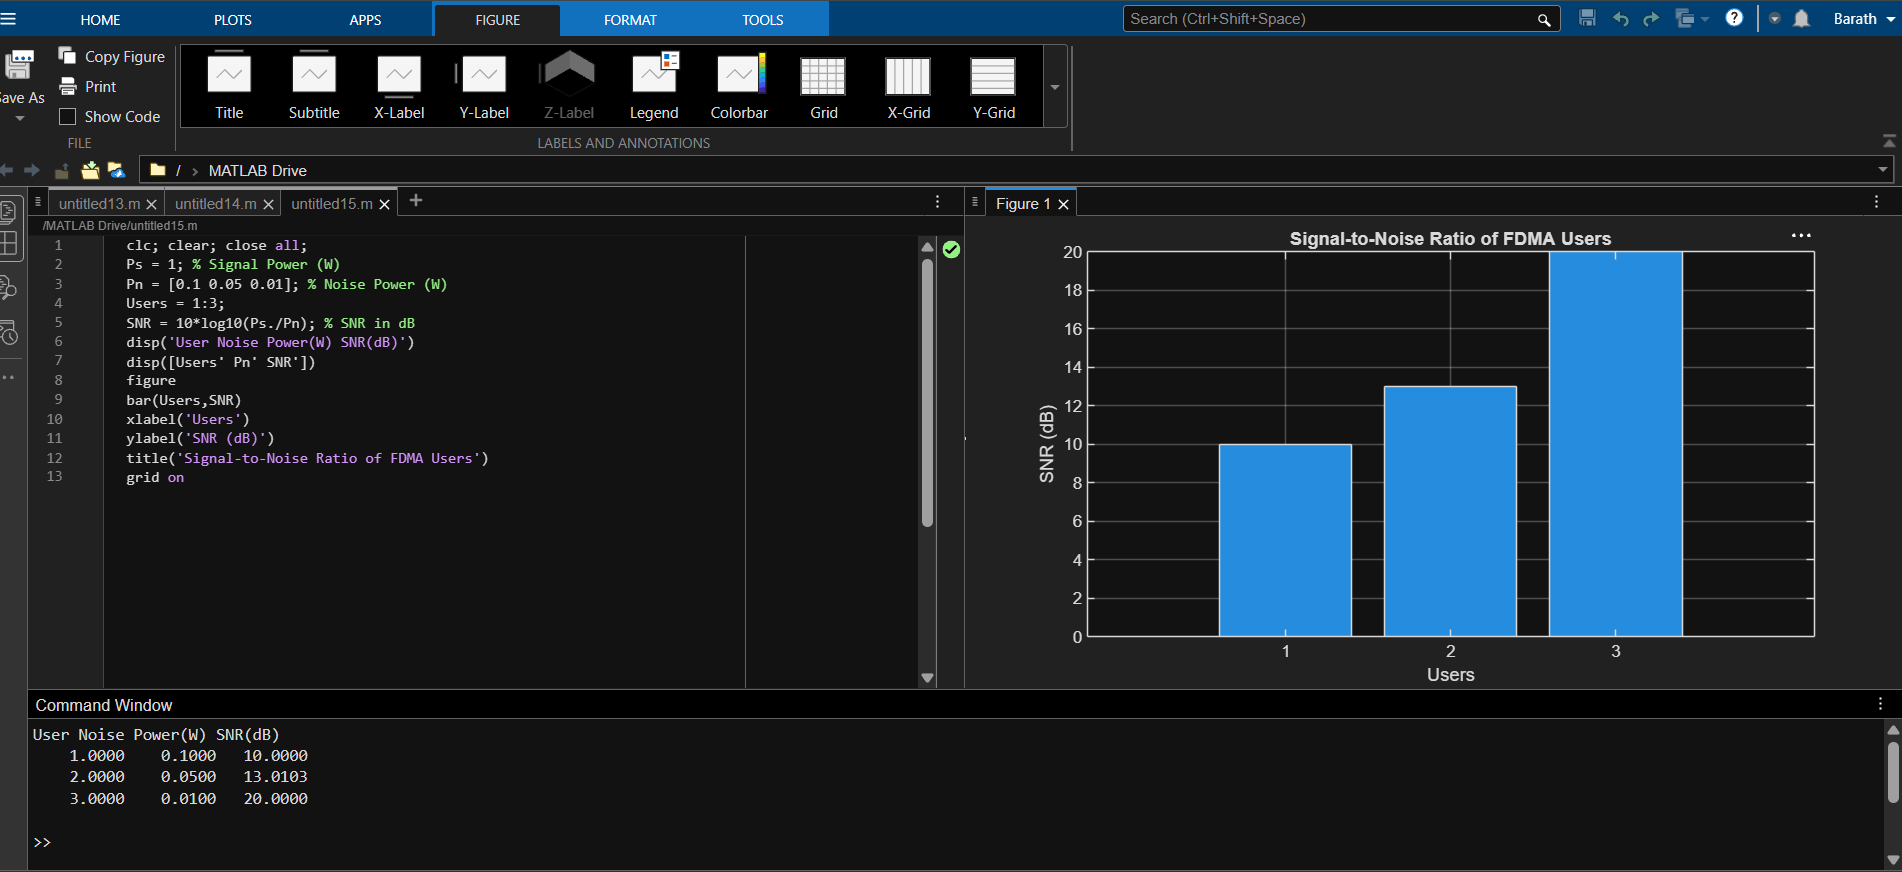 HOME PLOTS APPS FIGURE FORMAT TOOLS Search (Ctrl+Shift+Space) ? Barath
Save As
Copy Figure
Print
Show Code
FILE
Title Subtitle X-Label Y-Label Z-Label Legend Colorbar Grid X-Grid Y-Grid
LABELS AND ANNOTATIONS
/ › MATLAB Drive
untitled13.m untitled14.m untitled15.m
/MATLAB Drive/untitled15.m
1 clc; clear; close all;
2 Ps = 1; % Signal Power (W)
3 Pn = [0.1 0.05 0.01]; % Noise Power (W)
4 Users = 1:3;
5 SNR = 10*log10(Ps./Pn); % SNR in dB
6 disp('User Noise Power(W) SNR(dB)')
7 disp([Users' Pn' SNR'])
8 figure
9 bar(Users,SNR)
10 xlabel('Users')
11 ylabel('SNR (dB)')
12 title('Signal-to-Noise Ratio of FDMA Users')
13 grid on
Figure 1
Signal-to-Noise Ratio of FDMA Users
20
18
16
14
12
10
8
6
4
2
0
SNR (dB)
1 2 3
Users
Command Window
User Noise Power(W) SNR(dB)
1.0000 0.1000 10.0000
2.0000 0.0500 13.0103
3.0000 0.0100 20.0000
>>